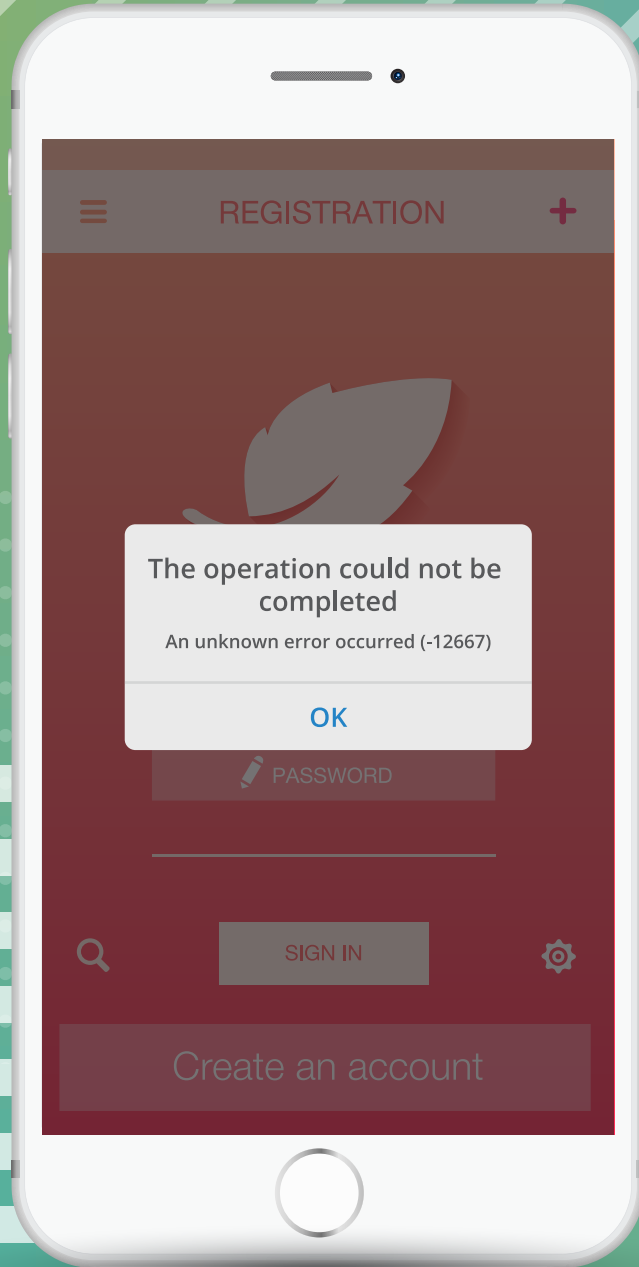 REGISTRATION
The operation could not be
completed
An unknown error occurred (-12667)
OK
PASSWORD
SIGN IN
Create an account